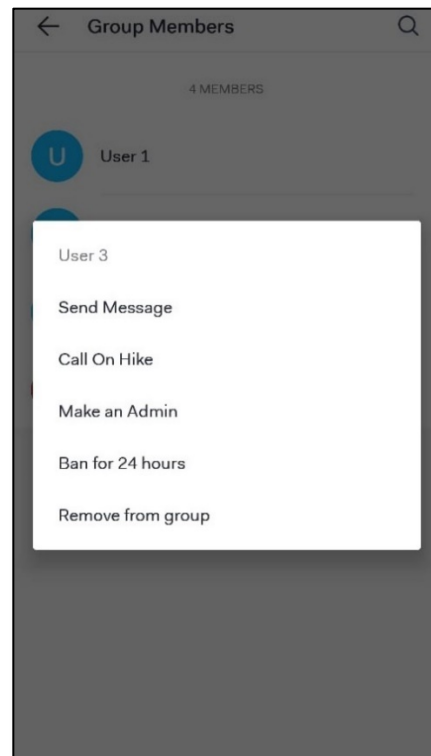 Group Members
4 MEMBERS
U User 1
User 3
Send Message
Call On Hike
Make an Admin
Ban for 24 hours
Remove from group